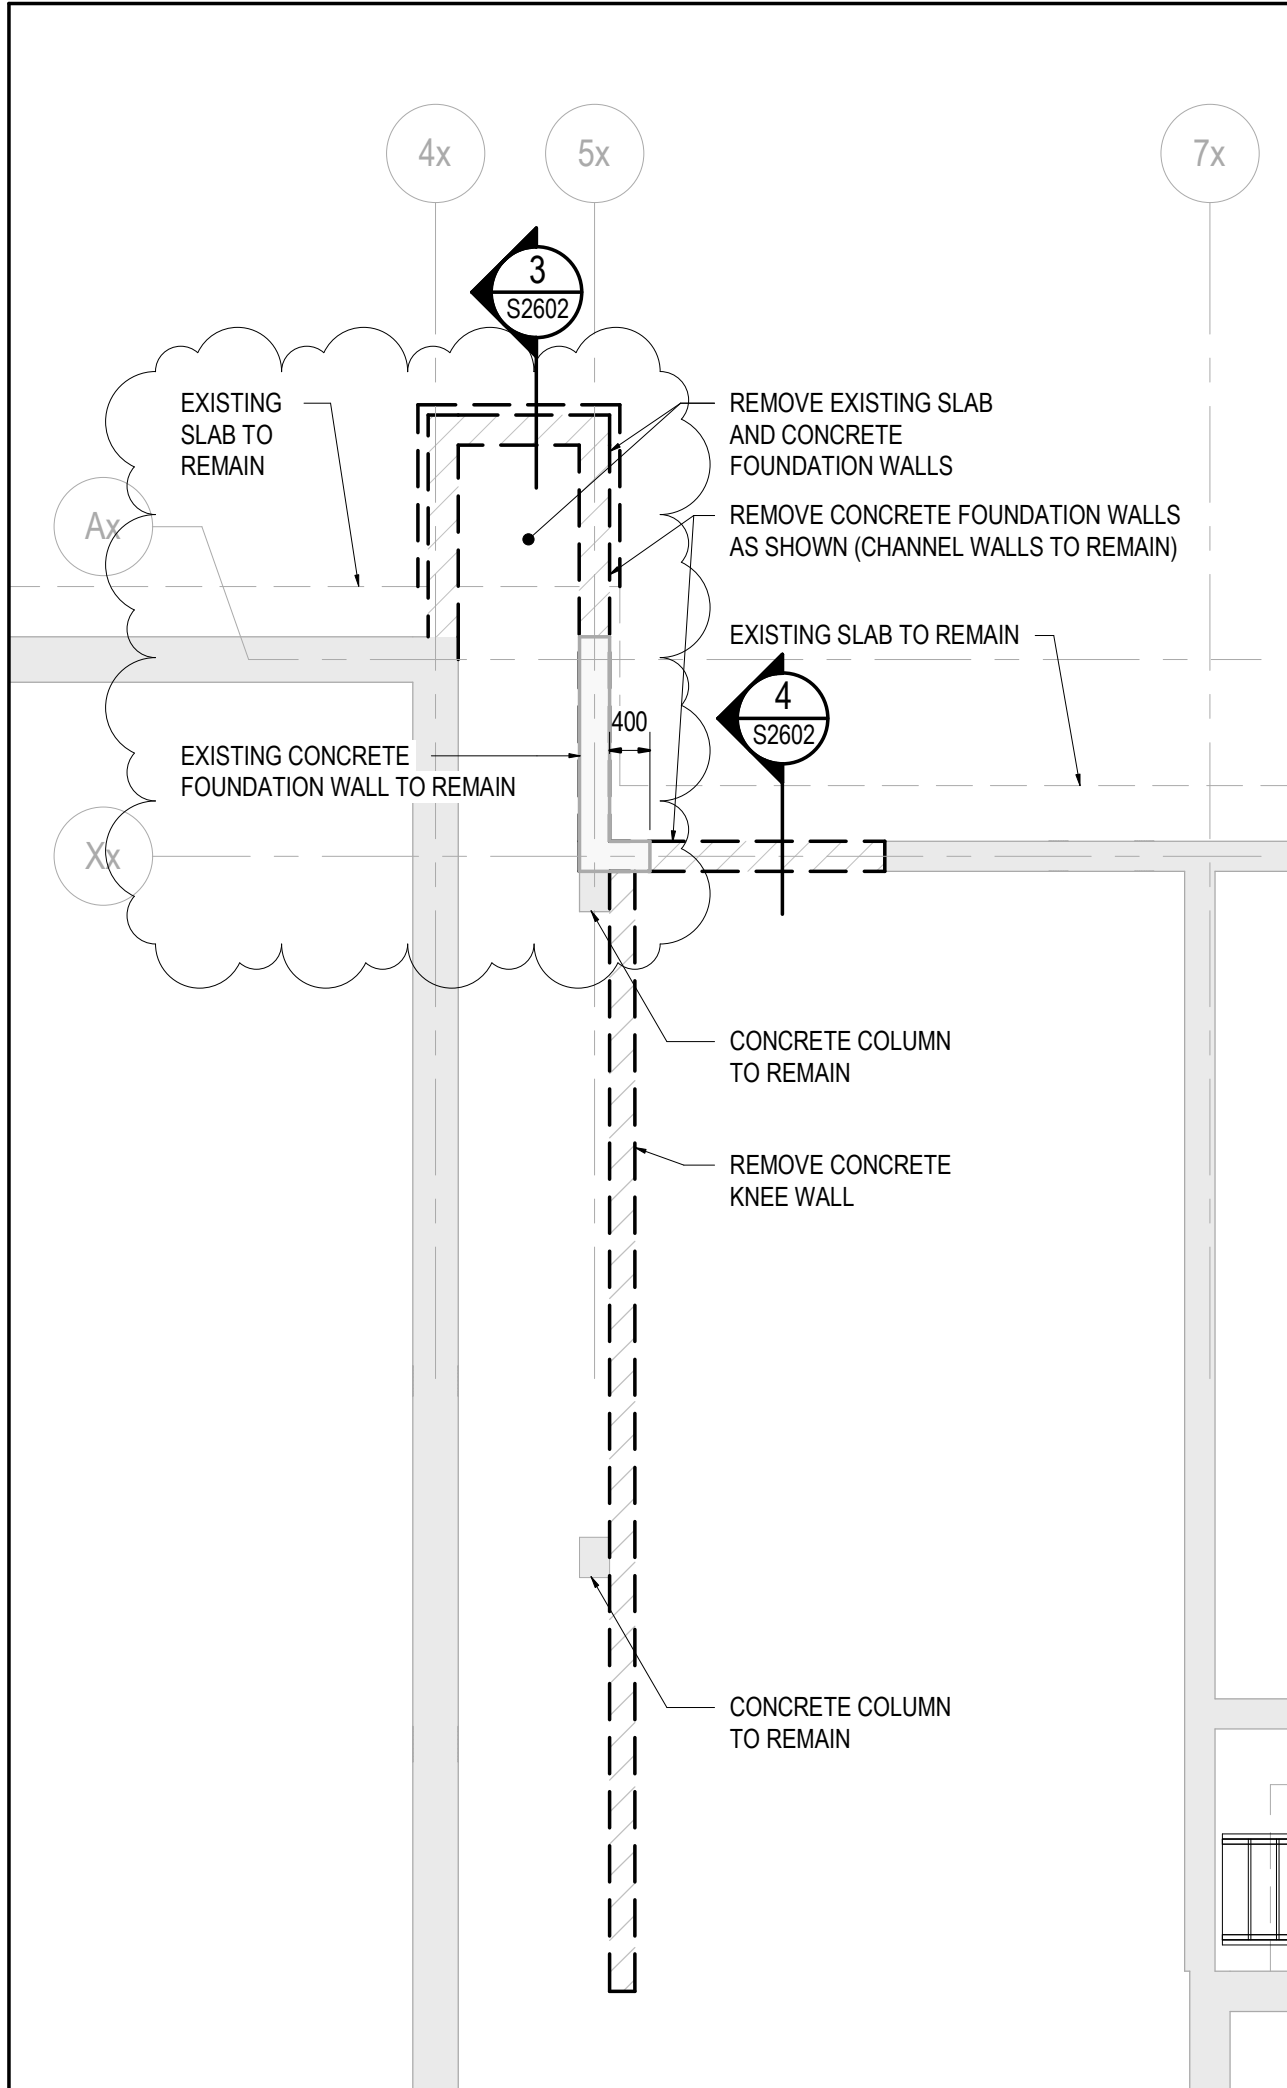 4x
5x
7x
3
S2602
EXISTING
SLAB TO
REMAIN
REMOVE EXISTING SLAB
AND CONCRETE
FOUNDATION WALLS
Ax
REMOVE CONCRETE FOUNDATION WALLS
AS SHOWN (CHANNEL WALLS TO REMAIN)
EXISTING SLAB TO REMAIN
4
S2602
400
EXISTING CONCRETE
FOUNDATION WALL TO REMAIN
Xx
CONCRETE COLUMN
TO REMAIN
REMOVE CONCRETE
KNEE WALL
CONCRETE COLUMN
TO REMAIN